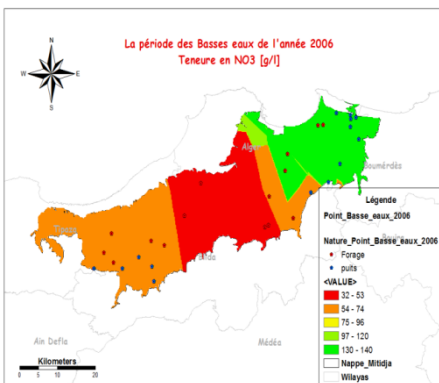 La période des Basses eaux de l'année 2006
Teneure en NO3 [g/l]
N
W
E
S
Alger
Boumérdès
Tipaza
Blida
Ain Defla
Médéa
Bouira
Kilometers
0
10
20
Légende
Point_Basse_eaux_2006
Nature_Point_Basse_eaux_2006
Forage
puits
<VALUE>
32 - 53
54 - 74
75 - 96
97 - 120
130 - 140
Nappe_Mitidja
Wilayas